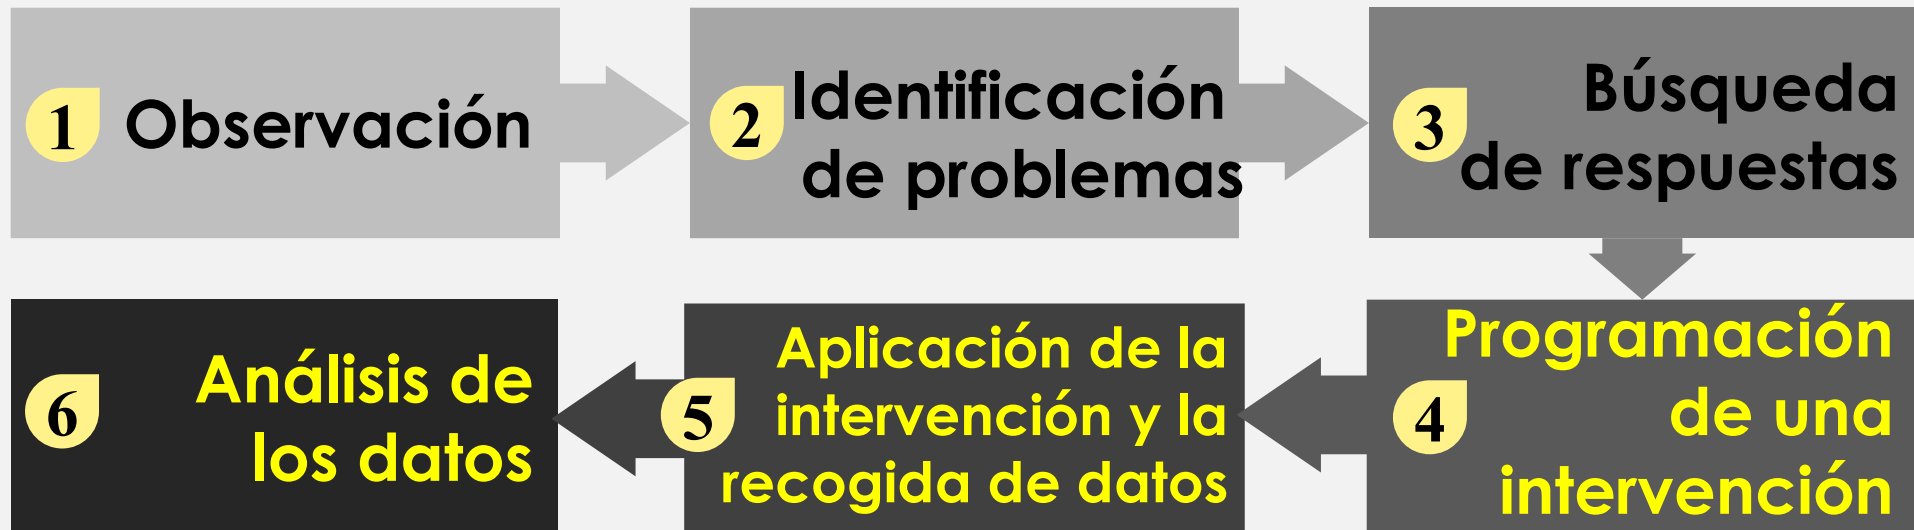 1 Observación
2 Identificación
de problemas
3 Búsqueda
de respuestas
4 Programación
de una
intervención
5 Aplicación de la
intervención y la
recogida de datos
6 Análisis de
los datos